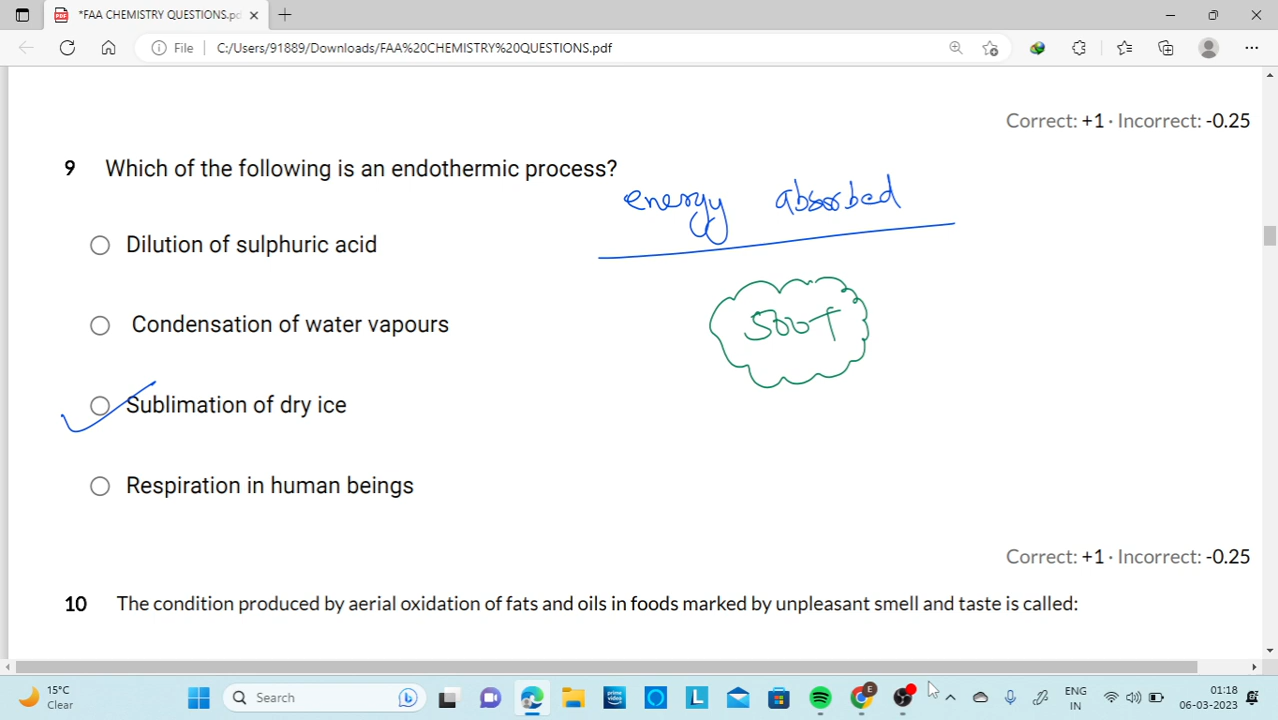 *FAA CHEMISTRY QUESTIONS.pd
File C:/Users/91889/Downloads/FAA%20CHEMISTRY%20QUESTIONS.pdf
Correct: +1 · Incorrect: -0.25
9 Which of the following is an endothermic process?
energy absorbed
Dilution of sulphuric acid
SOOT
Condensation of water vapours
Sublimation of dry ice
Respiration in human beings
Correct: +1 · Incorrect: -0.25
10 The condition produced by aerial oxidation of fats and oils in foods marked by unpleasant smell and taste is called:
15°C
Clear
Search
ENG
IN
01:18
06-03-2023